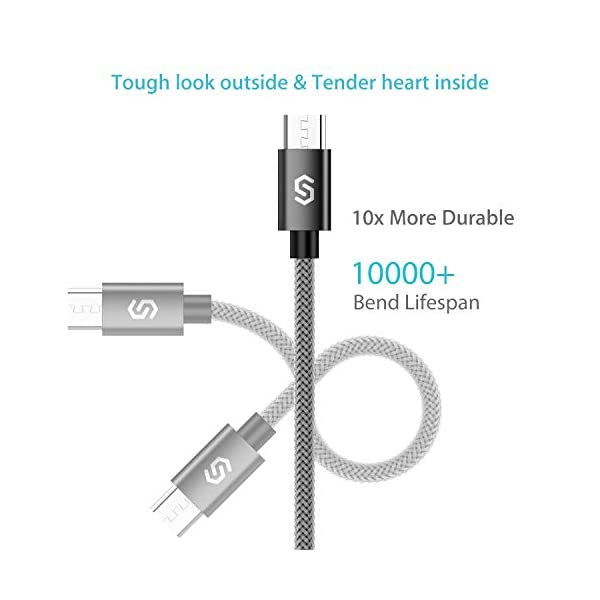 Tough look outside & Tender heart inside
10x More Durable
10000+
Bend Lifespan